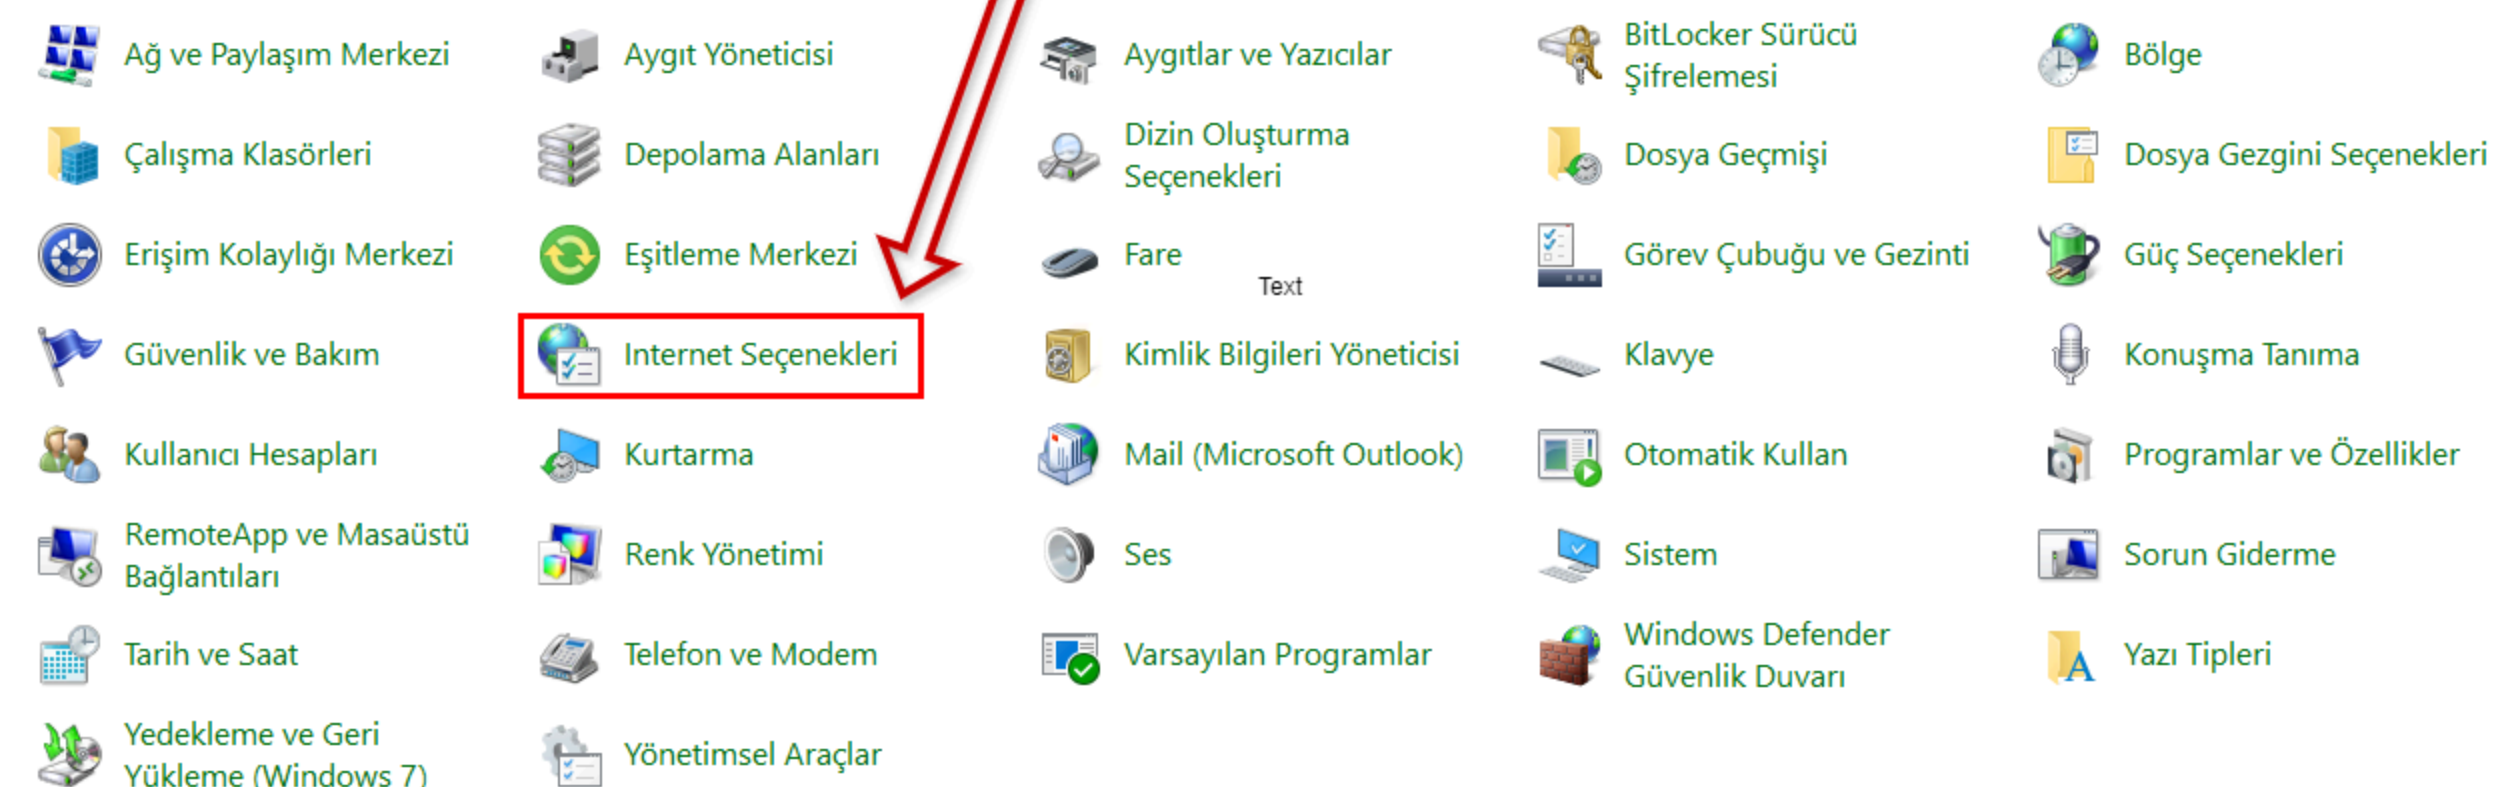 Ağ ve Paylaşım Merkezi
Aygıt Yöneticisi
Aygıtlar ve Yazıcılar
BitLocker Sürücü
Şifrelemesi
Bölge
Çalışma Klasörleri
Depolama Alanları
Dizin Oluşturma
Seçenekleri
Dosya Geçmişi
Dosya Gezgini Seçenekleri
Erişim Kolaylığı Merkezi
Eşitleme Merkezi
Fare
Text
Görev Çubuğu ve Gezinti
Güç Seçenekleri
Güvenlik ve Bakım
Internet Seçenekleri
Kimlik Bilgileri Yöneticisi
Klavye
Konuşma Tanıma
Kullanıcı Hesapları
Kurtarma
Mail (Microsoft Outlook)
Otomatik Kullan
Programlar ve Özellikler
RemoteApp ve Masaüstü
Bağlantıları
Renk Yönetimi
Ses
Sistem
Sorun Giderme
Tarih ve Saat
Telefon ve Modem
Varsayılan Programlar
Windows Defender
Güvenlik Duvarı
Yazı Tipleri
Yedekleme ve Geri
Yükleme (Windows 7)
Yönetimsel Araçlar